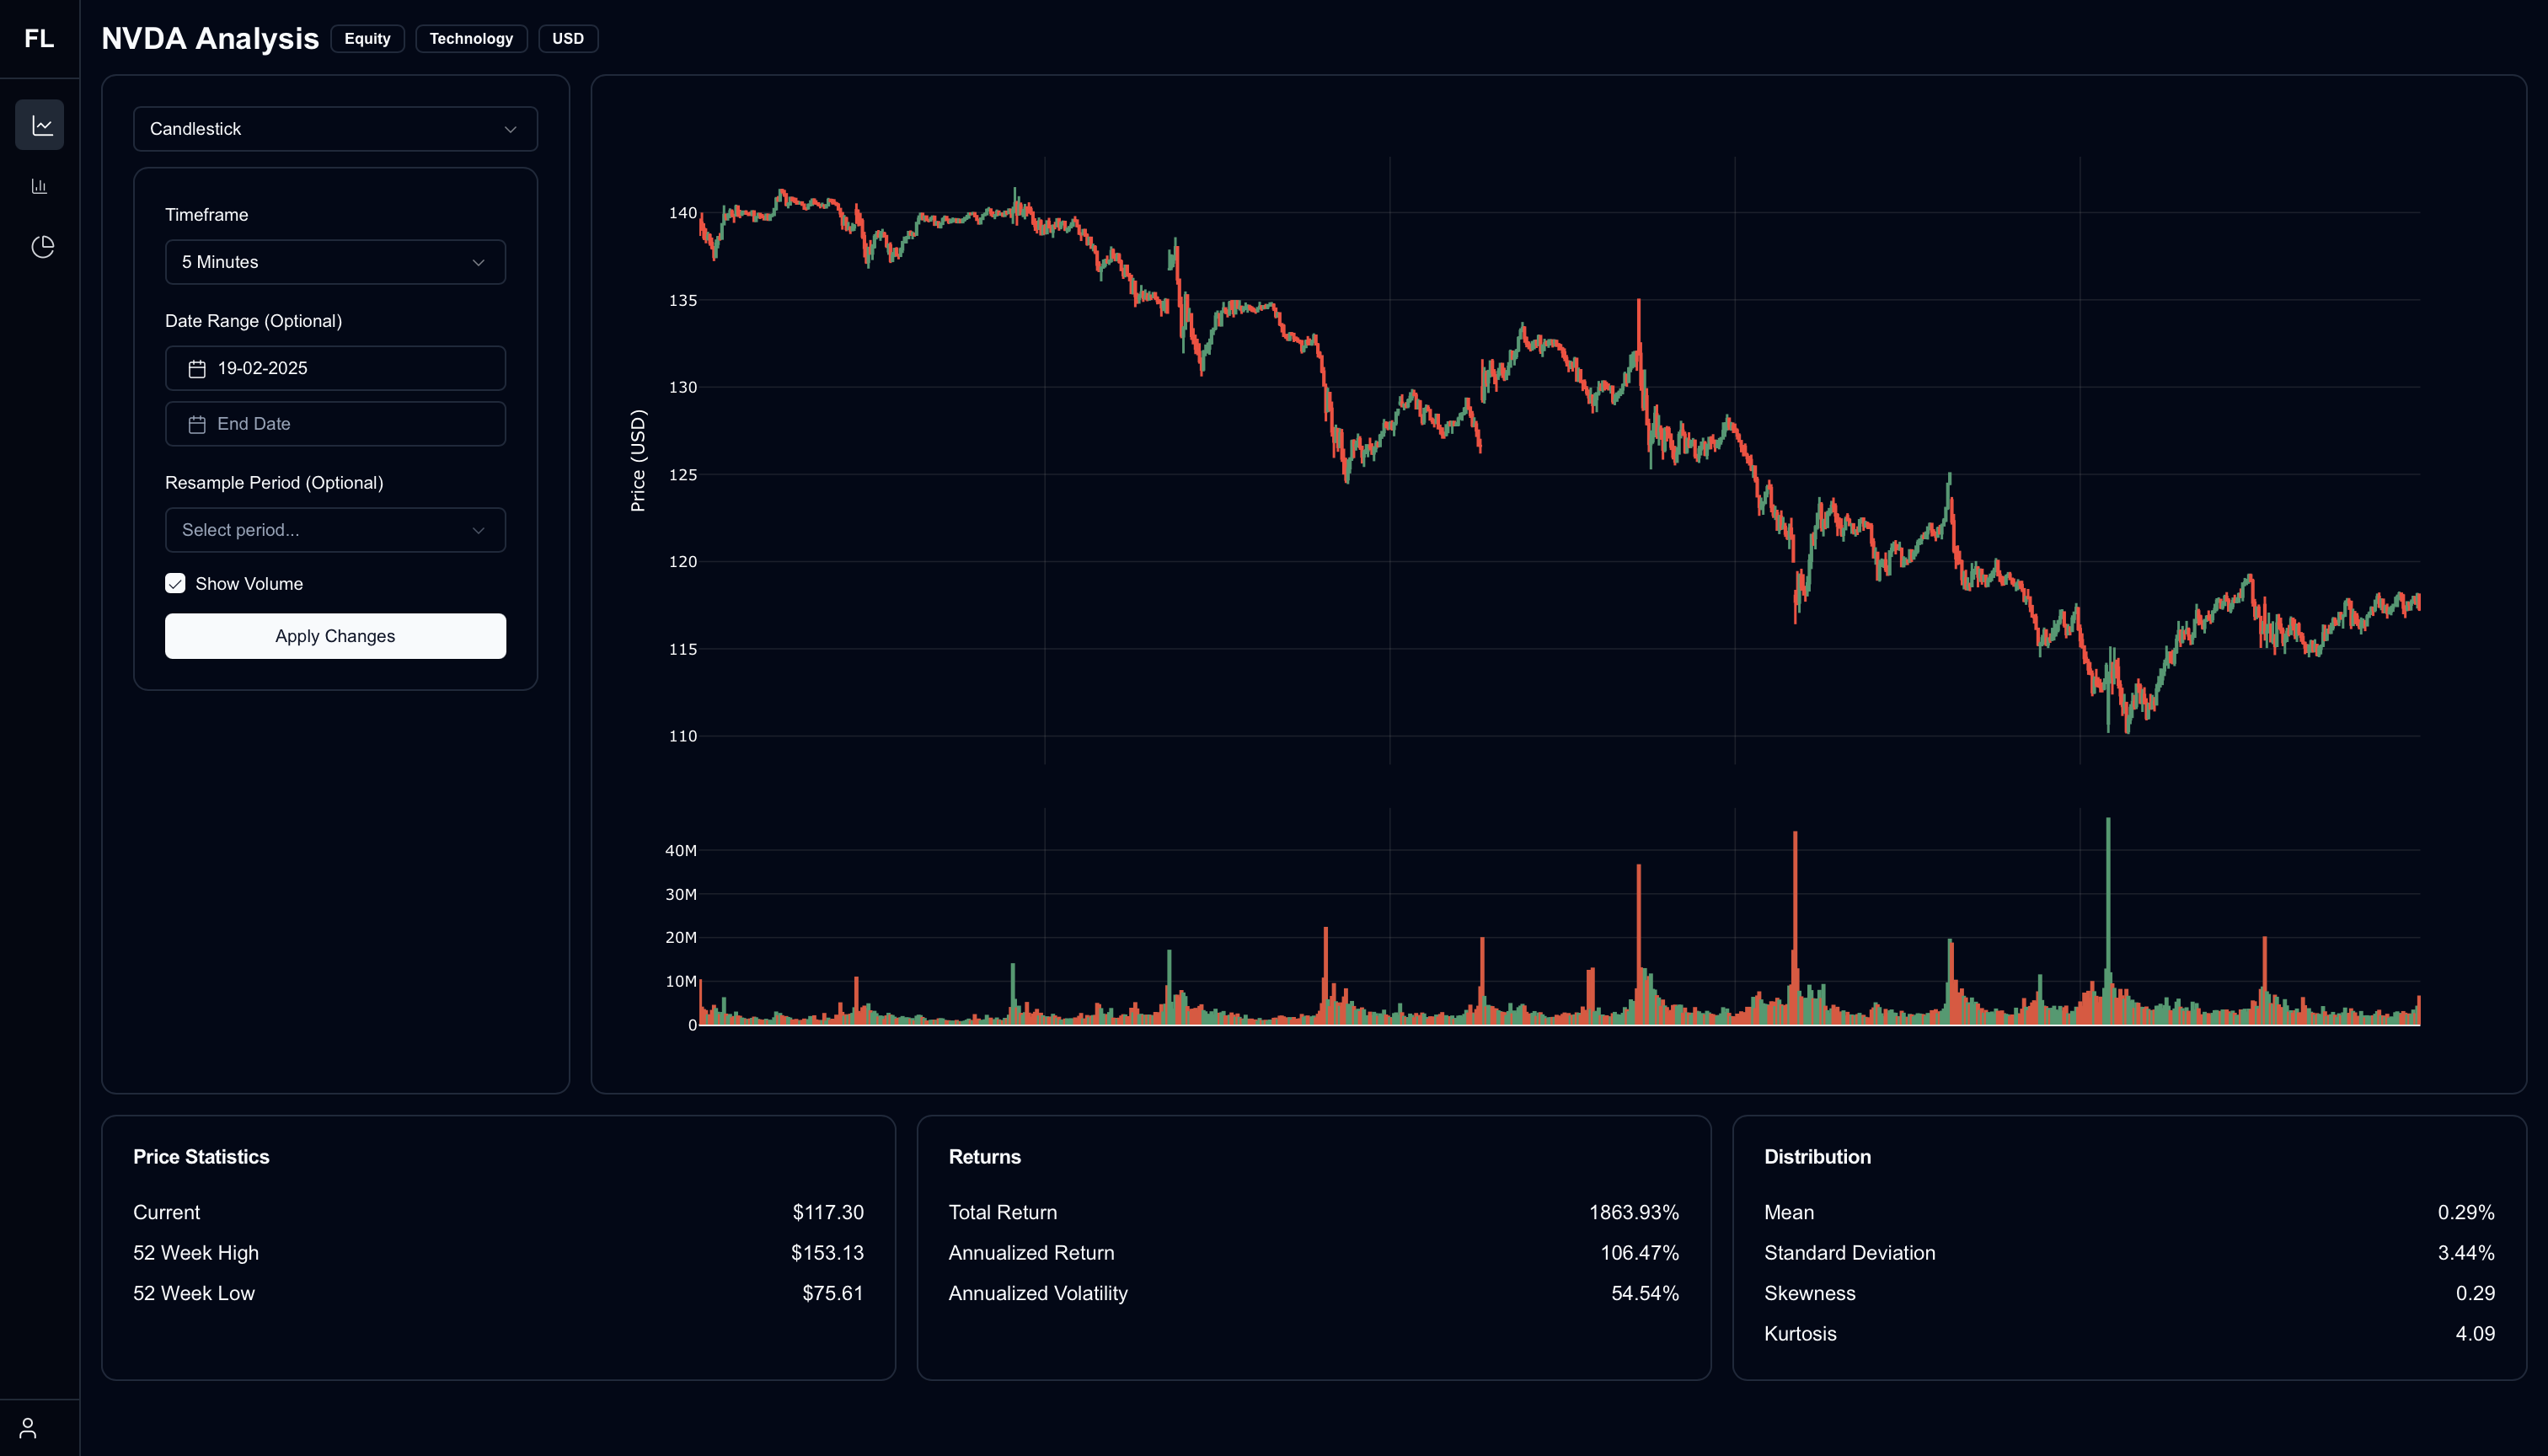 FL
NVDA Analysis Equity Technology USD
Candlestick
Timeframe
5 Minutes
Date Range (Optional)
19-02-2025
End Date
Resample Period (Optional)
Select period...
Show Volume
Apply Changes
Price (USD)
140
135
130
125
120
115
110
40M
30M
20M
10M
0
Price Statistics
Current $117.30
52 Week High $153.13
52 Week Low $75.61
Returns
Total Return 1863.93%
Annualized Return 106.47%
Annualized Volatility 54.54%
Distribution
Mean 0.29%
Standard Deviation 3.44%
Skewness 0.29
Kurtosis 4.09